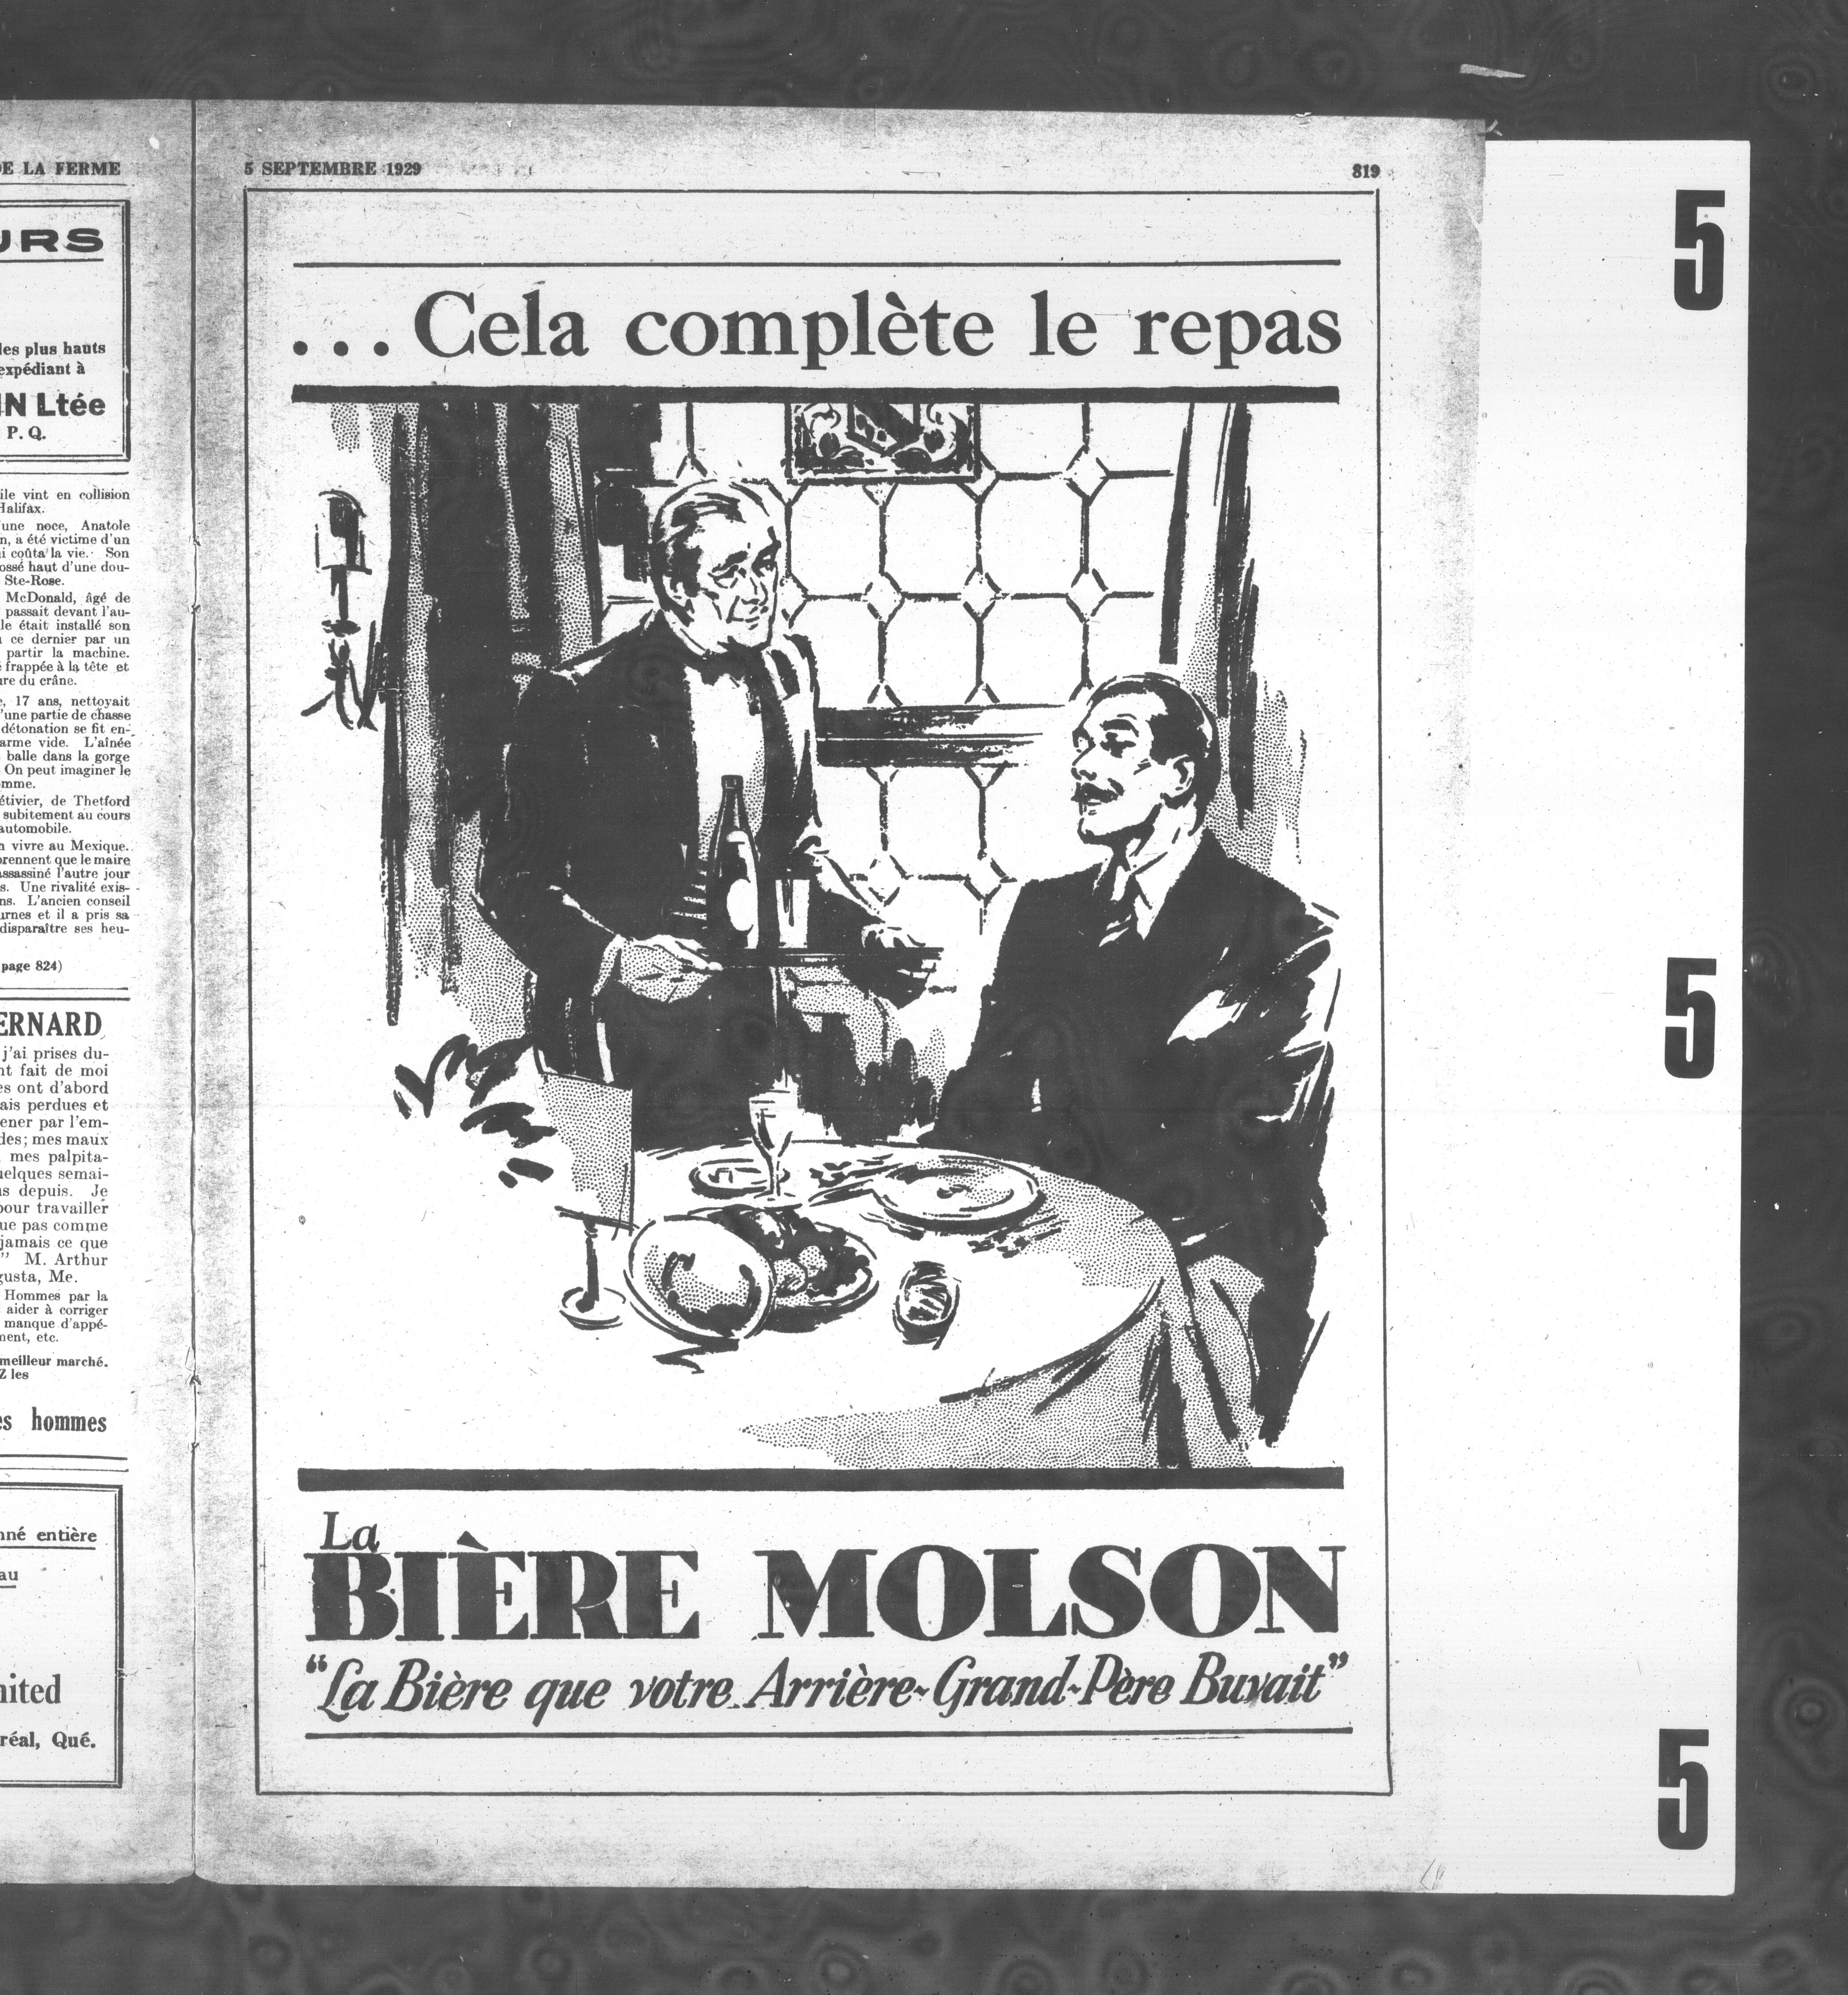 DE LA FERME
URS
les plus hauts
expédiant à
IN Ltée
P. Q.
ile vint en collision
Halifax.
'une noce, Anatole
n, a été victime d'un
i coûta la vie. Son
ossé haut d'une dou-
Ste-Rose.
McDonald, âgé de
passait devant l'au-
le était installé son
ce dernier par un
partir la machine.
frappée à la tête et
ure du crâne.
e, 17 ans, nettoyait
'une partie de chasse
détonation se fit en-
arme vide. L'aînée
balle dans la gorge
On peut imaginer le
omme.
étivier, de Thetford
subitement au cours
automobile.
n vivre au Mexique.
prennent que le maire
assassiné l'autre jour
s. Une rivalité exis-
ns. L'ancien conseil
urnes et il a pris sa
disparaître ses heu-
page 824)
ERNARD
j'ai prises du-
nt fait de moi
es ont d'abord
ais perdues et
ener par l'em-
des; mes maux
mes palpita-
uelques semai-
s depuis. Je
pour travailler
que pas comme
jamais ce que
" M. Arthur
gusta, Me.
Hommes par la
aider à corriger
manque d'appé-
ment, etc.
meilleur marché.
Z les
es hommes
nné entière
au
nited
réal, Qué.
5 SEPTEMBRE 1929 819
...Cela complète le repas
La
BIÈRE MOLSON
"La Bière que votre Arrière-Grand-Père Buvait"
5
5
5